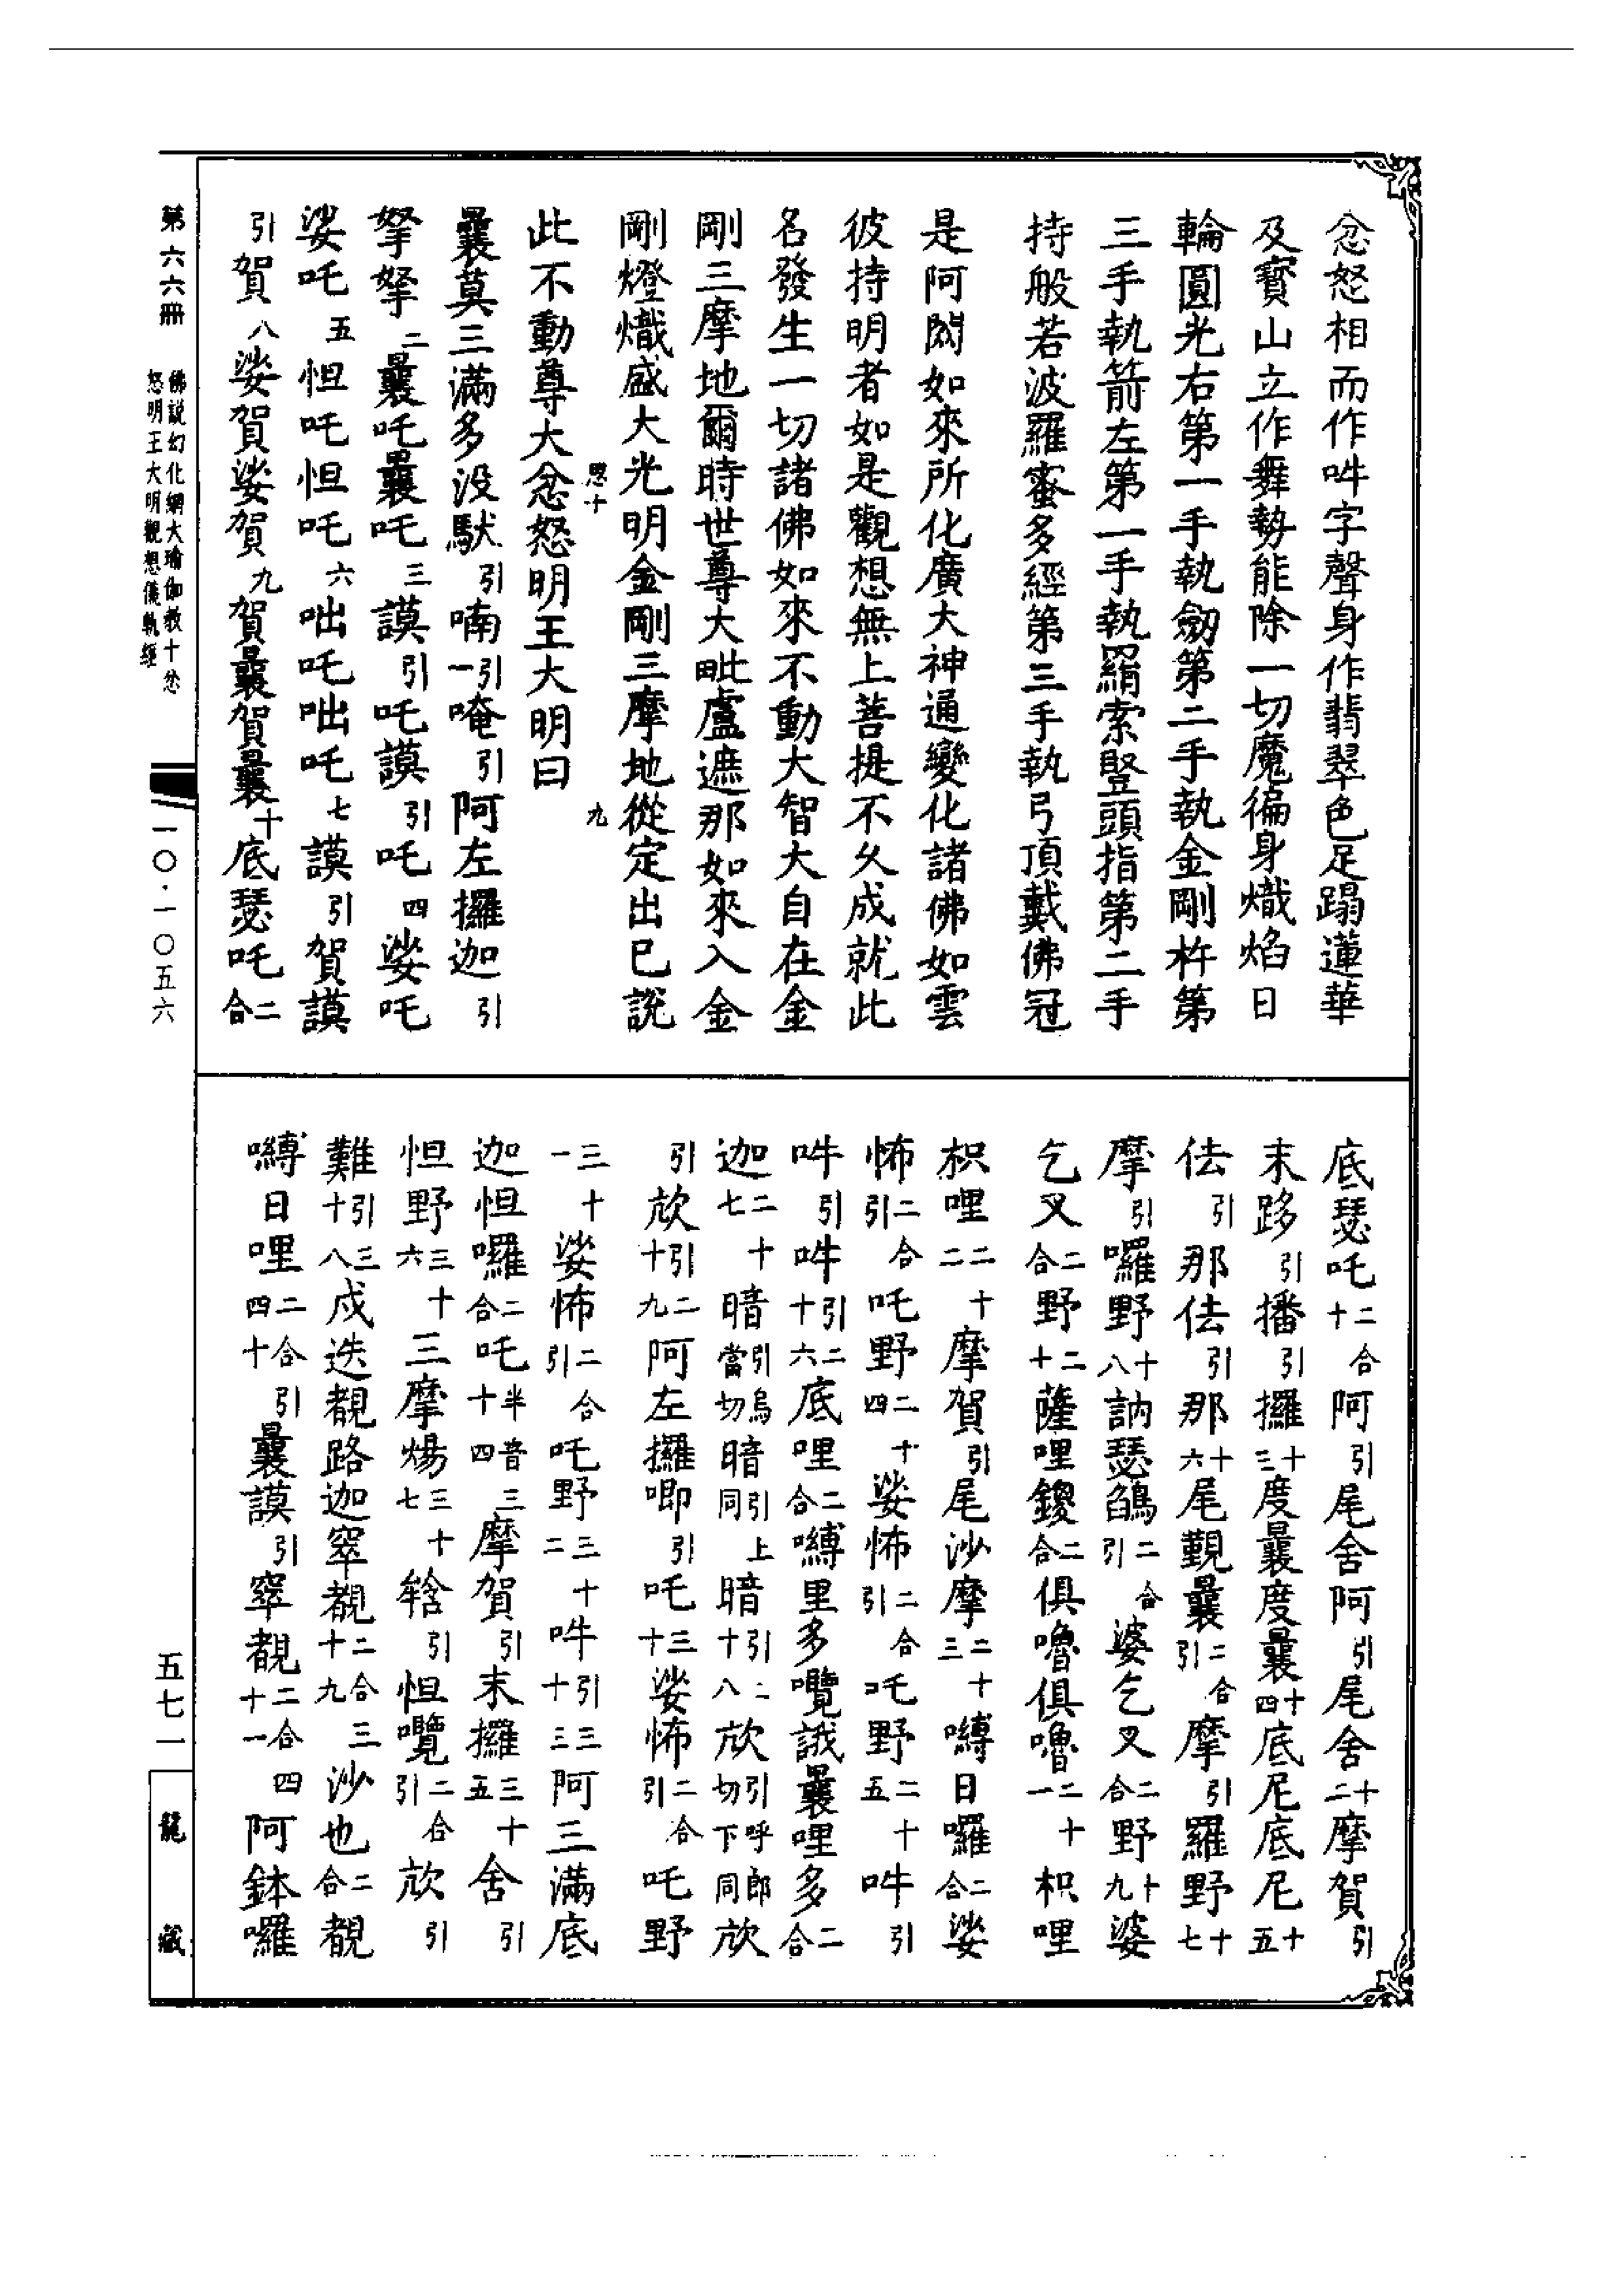 忿怒相而作吽字聲身作翡翠色足蹋蓮華
及寳山立作舞勢能除一切魔徧身熾焰日
輪圓光右第一手執劒第二手執金剛杵第
三手執箭左第一手執羂索豎頭指第二手
持般若波羅蜜多經第三手執弓頂戴佛冠
是阿閦如來所化廣大神通變化諸佛如雲
彼持明者如是觀想無上菩提不久成就此
名發生一切諸佛如來不動大智大自在金
剛三摩地爾時世尊大毗盧遮那如來入金
剛燈熾盛大光明金剛三摩地從定出已說
此不動尊大忿怒明王大明曰
曩莫三滿多没馱引喃引一唵引阿左攞迦引
拏拏二曩吒曩吒三謨引吒謨引吒四娑吒
娑吒五怛吒怛吒六咄吒咄吒七謨引賀謨
引賀八娑賀娑賀九賀曩賀曩十底瑟吒二合
底瑟吒二合十阿引尾舍阿引尾舍十二摩賀引
末跢引播引攞十三度曩度曩十四底尼底尼十五
佉引那佉引那十六尾覲曩二合引摩引羅野十七
摩引囉野十八訥瑟鵮二合引婆乞叉二合野十九婆
乞叉二合野二十薩哩鑁二合俱嚕俱嚕二十一枳哩
枳哩二十二摩賀引尾沙摩二十三嚩日囉二合娑
怖二合引吒野二十四娑怖二合引吒野二十五吽引
吽引吽引二十六底哩二合嚩里多囕誐曩哩多二合
迦二十七暗引烏當切暗引上同暗引二十八欱引呼郎切下同欱
引欱引二十九阿左攞唧引吒三十娑怖二合引吒野
三十一娑怖二合引吒野三十二吽引三十三阿三滿底
迦怛囉二合吒半音三十四摩賀引末攞三十五舍引
怛野三十六三摩煬三十七輅引怛囕二合引欱引
難引三十八戍迭覩路迦窣覩二合三十九沙也二合覩
嚩日哩二合四十引曩謨引窣覩二合四十一阿鉢囉
第六六冊
佛說幻化網大瑜伽教十忿
怒明王大明觀想儀軌經
一〇·一〇五六
五七一
龍藏
九